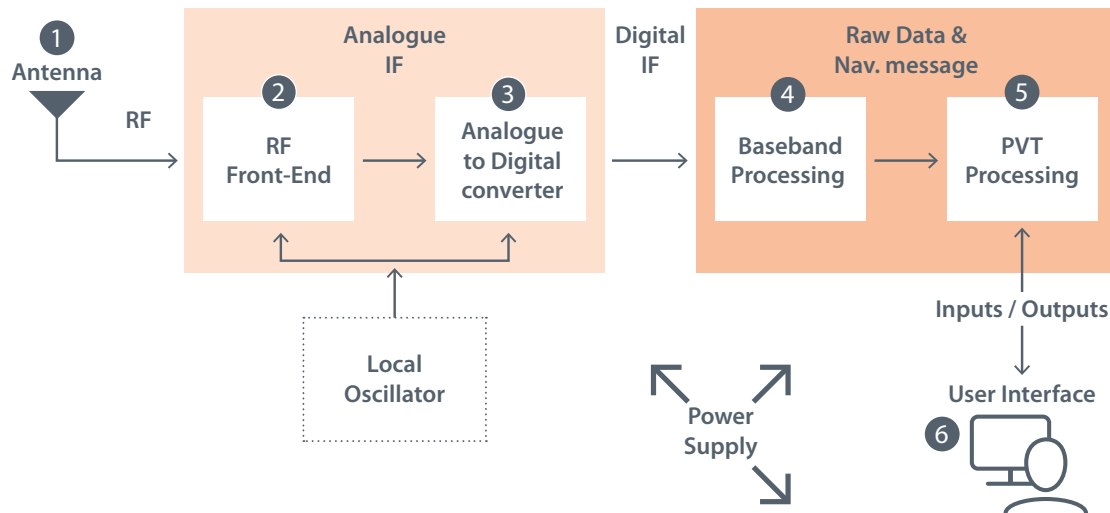 1
Antenna
RF
Analogue
IF
2
RF
Front-End
3
Analogue
to Digital
converter
Digital
IF
Raw Data &
Nav. message
4
Baseband
Processing
5
PVT
Processing
Local
Oscillator
Power
Supply
Inputs / Outputs
User Interface
6